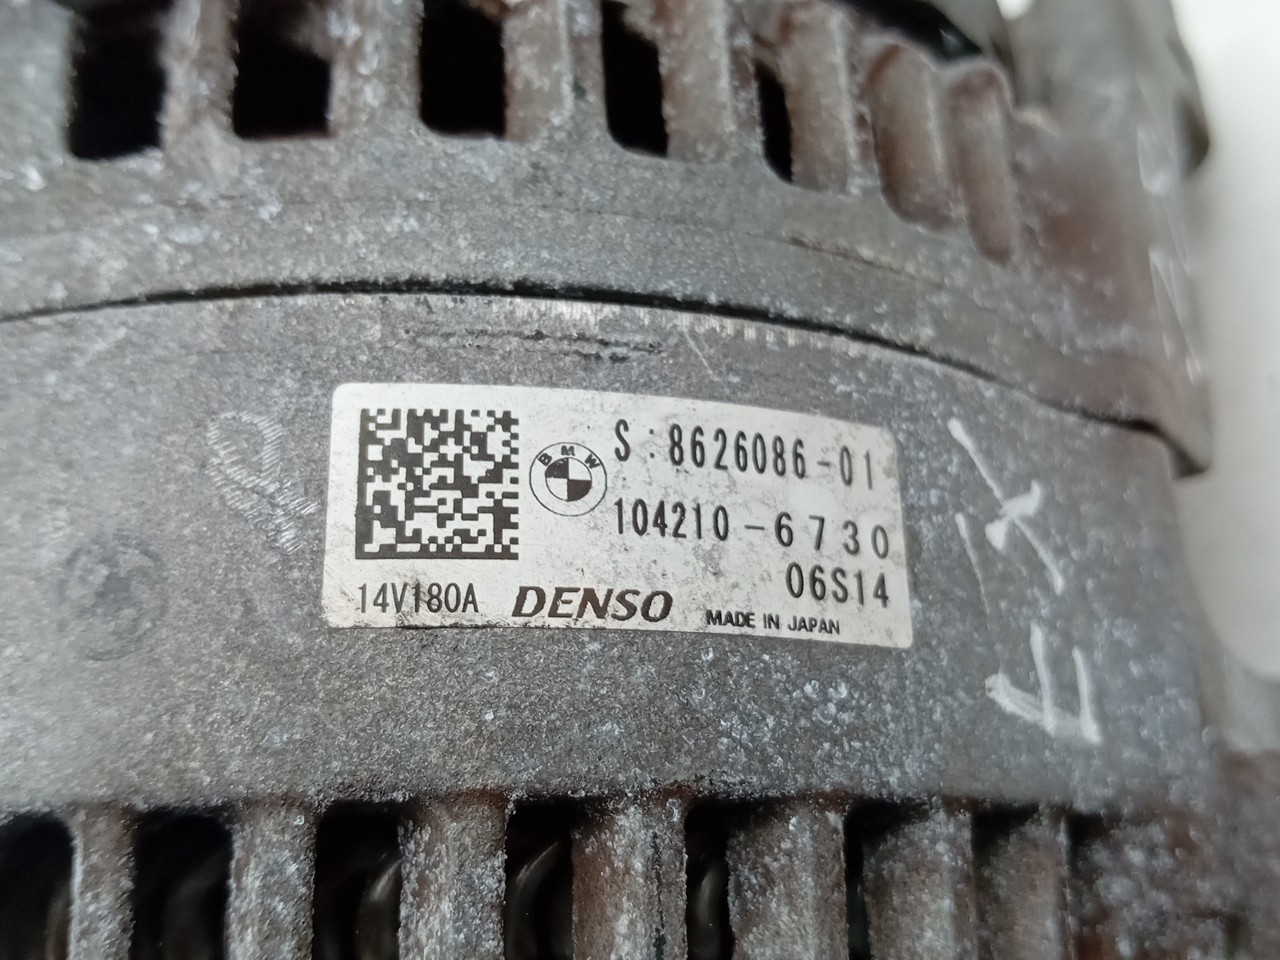 BMW
S:8626086-01
104210-6730
06S14
14V180A DENSO MADE IN JAPAN